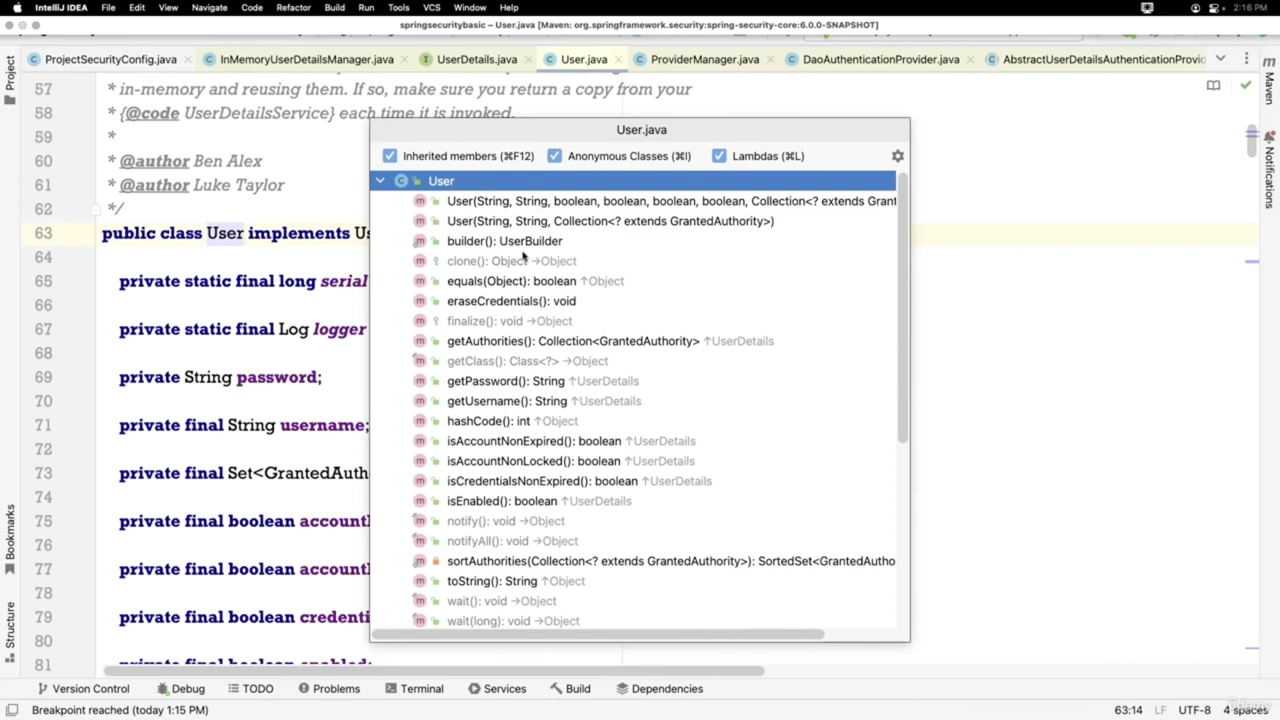 IntelliJ IDEA File Edit View Navigate Code Refactor Build Run Tools VCS Window Help 2:16 PM
springsecuritybasic – User.java [Maven: org.springframework.security:spring-security-core:6.0.0-SNAPSHOT]
ProjectSecurityConfig.java InMemoryUserDetailsManager.java UserDetails.java User.java ProviderManager.java DaoAuthenticationProvider.java AbstractUserDetailsAuthenticationProvid
Project
Maven
Notifications
57 * in-memory and reusing them. If so, make sure you return a copy from your
58 * {@code UserDetailsService} each time it is invoked.
59 *
60 * @author Ben Alex
61 * @author Luke Taylor
62 */
63 public class User implements Us
64
65 private static final long serial
66
67 private static final Log logger
68
69 private String password;
70
71 private final String username;
72
73 private final Set<GrantedAuth
74
75 private final boolean account
76
77 private final boolean account
78
79 private final boolean credenti
80
81 private final boolean enabled;
User.java
Inherited members (⌘F12) Anonymous Classes (⌘I) Lambdas (⌘L)
User
User(String, String, boolean, boolean, boolean, boolean, Collection<? extends Grant
User(String, String, Collection<? extends GrantedAuthority>)
builder(): UserBuilder
clone(): Object →Object
equals(Object): boolean ↑Object
eraseCredentials(): void
finalize(): void →Object
getAuthorities(): Collection<GrantedAuthority> ↑UserDetails
getClass(): Class<?> →Object
getPassword(): String ↑UserDetails
getUsername(): String ↑UserDetails
hashCode(): int ↑Object
isAccountNonExpired(): boolean ↑UserDetails
isAccountNonLocked(): boolean ↑UserDetails
isCredentialsNonExpired(): boolean ↑UserDetails
isEnabled(): boolean ↑UserDetails
notify(): void →Object
notifyAll(): void →Object
sortAuthorities(Collection<? extends GrantedAuthority>): SortedSet<GrantedAutho
toString(): String ↑Object
wait(): void →Object
wait(long): void →Object
Bookmarks
Structure
Version Control Debug TODO Problems Terminal Services Build Dependencies
Breakpoint reached (today 1:15 PM) 63:14 LF UTF-8 4 spaces
Udemy